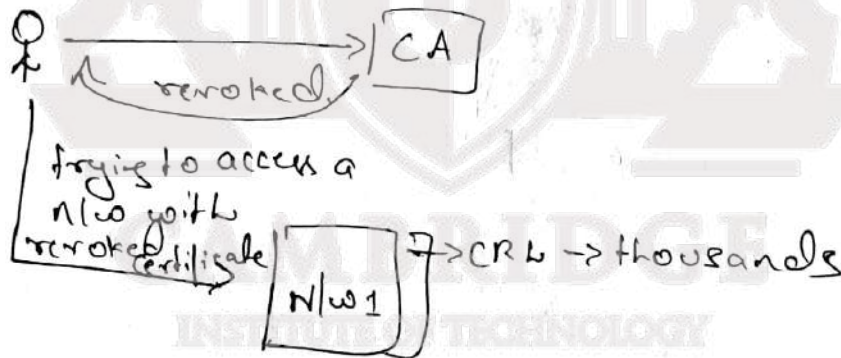 CA
revoked
trying to access a
N/w with
revoked certificate
N/w 1
→ CRL → thousands
CAMBRIDGE
INSTITUTE OF TECHNOLOGY